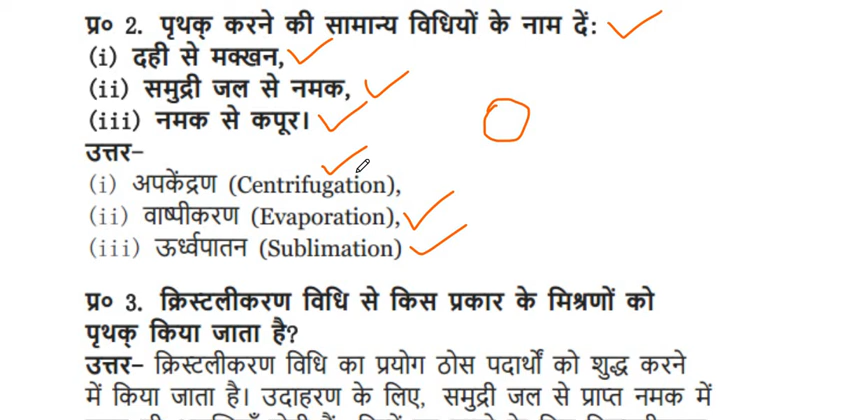 प्र० 2. पृथक् करने की सामान्य विधियों के नाम दें:
(i) दही से मक्खन,
(ii) समुद्री जल से नमक,
(iii) नमक से कपूर।
उत्तर-
(i) अपकेंद्रण (Centrifugation),
(ii) वाष्पीकरण (Evaporation),
(iii) ऊर्ध्वपातन (Sublimation)
प्र० 3. क्रिस्टलीकरण विधि से किस प्रकार के मिश्रणों को
पृथक् किया जाता है?
उत्तर- क्रिस्टलीकरण विधि का प्रयोग ठोस पदार्थों को शुद्ध करने
में किया जाता है। उदाहरण के लिए, समुद्री जल से प्राप्त नमक में